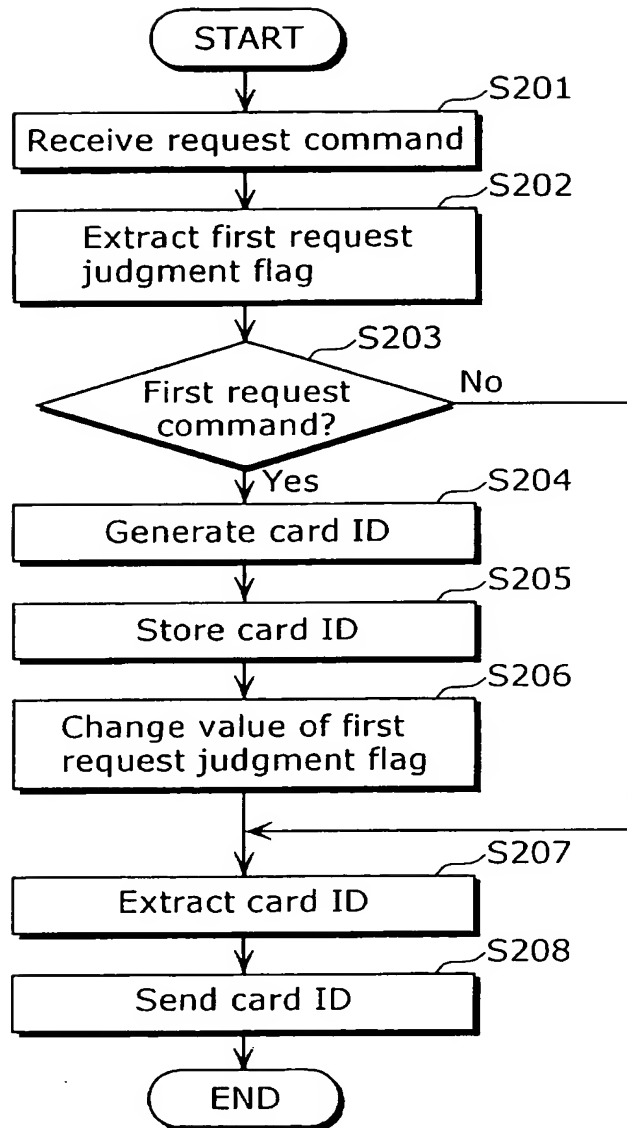 START
S201
Receive request command
S202
Extract first request
judgment flag
S203
First request
command?
No
Yes
S204
Generate card ID
S205
Store card ID
S206
Change value of first
request judgment flag
S207
Extract card ID
S208
Send card ID
END